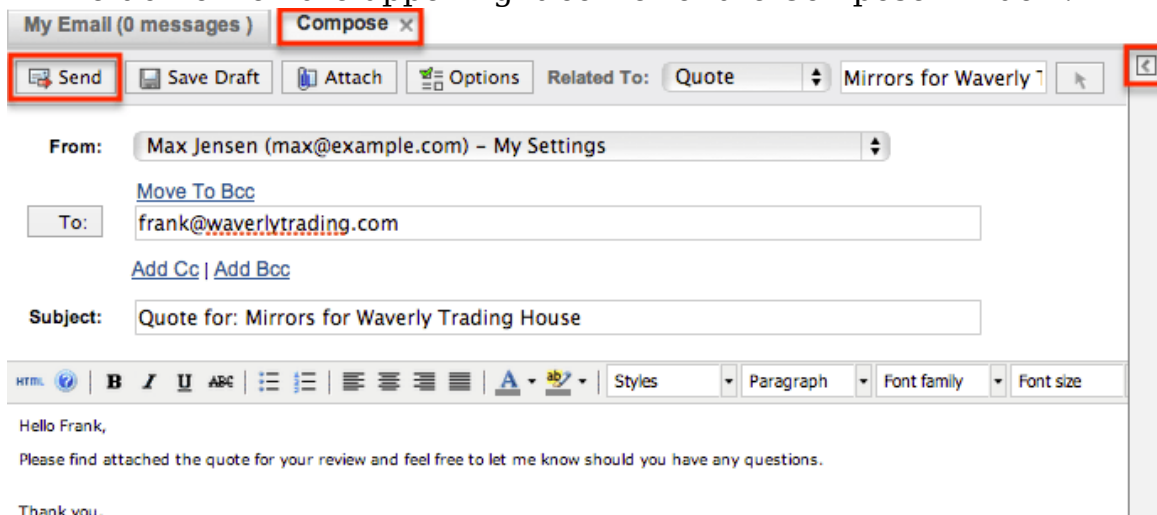 My Email (0 messages ) Compose ×
Send Save Draft Attach Options Related To: Quote Mirrors for Waverly
From: Max Jensen (max@example.com) – My Settings
Move To Bcc
To: frank@waverlytrading.com
Add Cc | Add Bcc
Subject: Quote for: Mirrors for Waverly Trading House
HTML B I U ABC A ab Styles Paragraph Font family Font size
Hello Frank,
Please find attached the quote for your review and feel free to let me know should you have any questions.
Thank you,